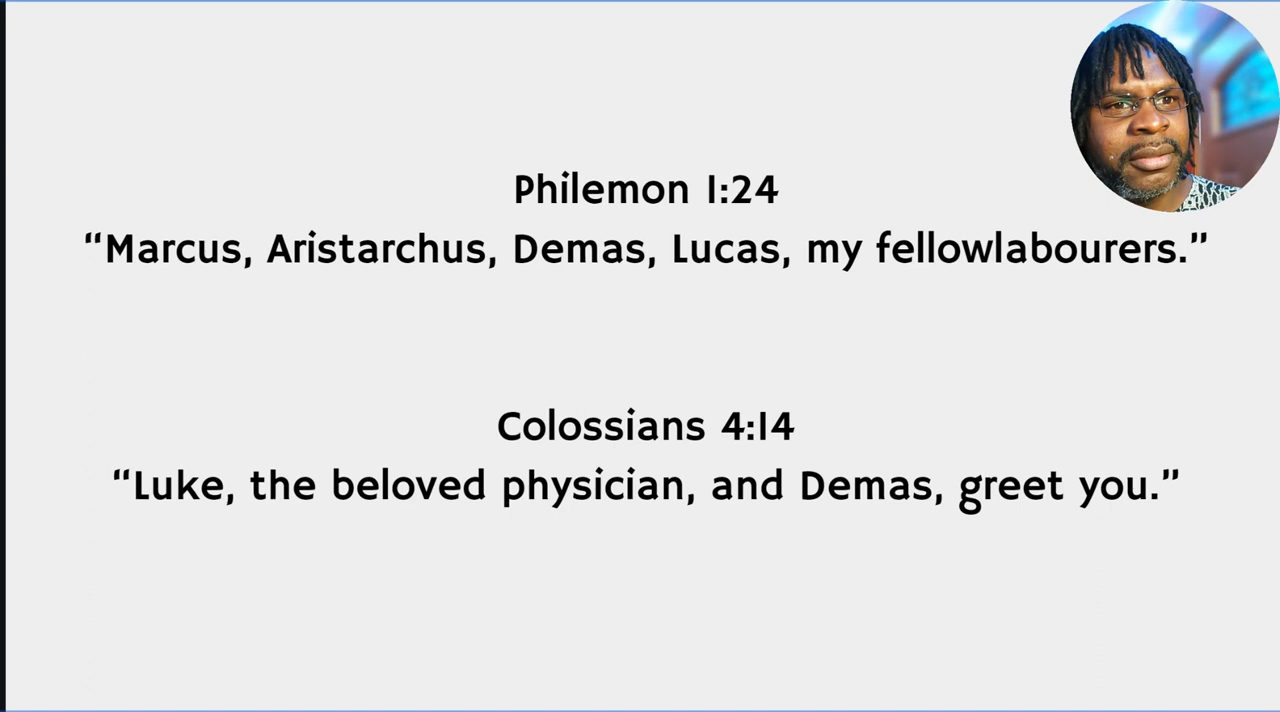 Philemon 1:24
“Marcus, Aristarchus, Demas, Lucas, my fellowlabourers.”
Colossians 4:14
“Luke, the beloved physician, and Demas, greet you.”